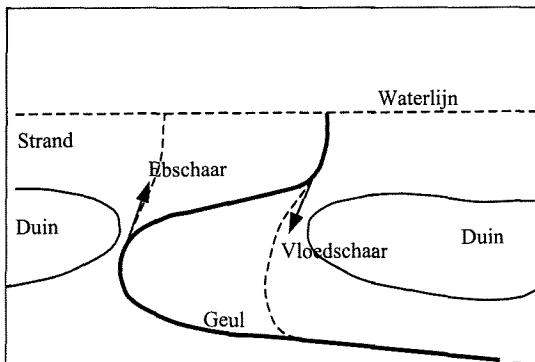 Waterlijn
Strand
Ebschaar
Duin
Vloedschaar
Duin
Geul